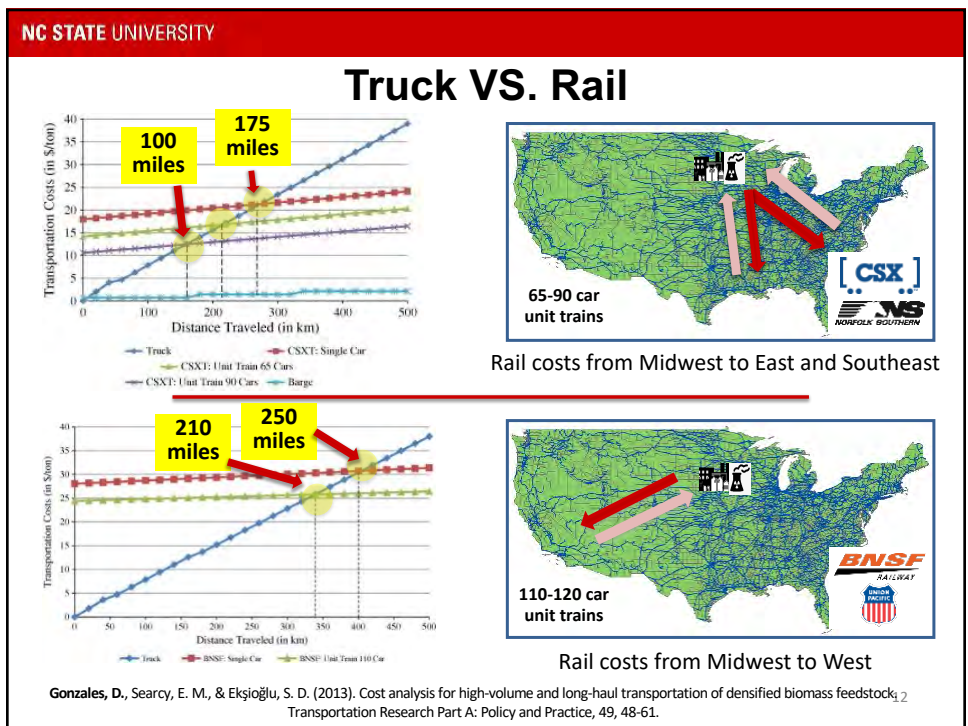 NC STATE UNIVERSITY
Truck VS. Rail
100
miles
175
miles
Transportation Costs (in $/ton)
40
35
30
25
20
15
10
5
0
0
100
200
300
400
500
Distance Traveled (in km)
Truck
CSXT: Single Car
CSXT: Unit Train 65 Cars
CSXT: Unit Train 90 Cars
Barge
65-90 car
unit trains
[CSX]
NS
NORFOLK SOUTHERN
Rail costs from Midwest to East and Southeast
210
miles
250
miles
Transportation Costs (in $/ton)
40
35
30
25
20
15
10
5
0
0
50
100
150
200
250
300
350
400
450
500
Distance Traveled (in km)
Truck
BNSF: Single Car
BNSF: Unit Train 110 Car
110-120 car
unit trains
BNSF
RAILWAY
UNION
PACIFIC
Rail costs from Midwest to West
Gonzales, D., Searcy, E. M., & Ekşioğlu, S. D. (2013). Cost analysis for high-volume and long-haul transportation of densified biomass feedstock.
Transportation Research Part A: Policy and Practice, 49, 48-61.
12